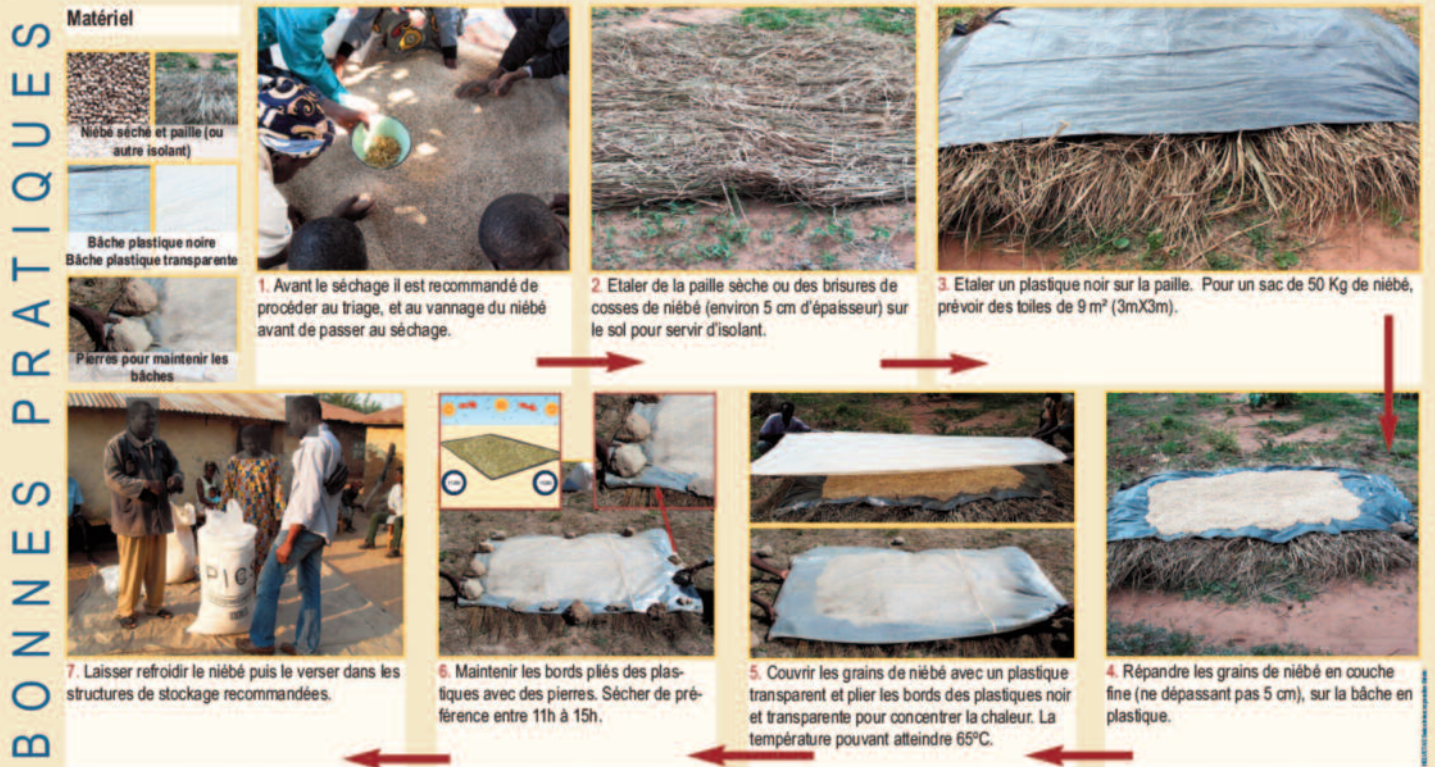 BONNES PRATIQUES
Matériel
Niébé séché et paille (ou
autre isolant)
Bâche plastique noire
Bâche plastique transparente
Pierres pour maintenir les
bâches
1. Avant le séchage il est recommandé de
procéder au triage, et au vannage du niébé
avant de passer au séchage.
2. Etaler de la paille sèche ou des brisures de
cosses de niébé (environ 5 cm d'épaisseur) sur
le sol pour servir d'isolant.
3. Etaler un plastique noir sur la paille. Pour un sac de 50 Kg de niébé,
prévoir des toiles de 9 m² (3mX3m).
4. Répandre les grains de niébé en couche
fine (ne dépassant pas 5 cm), sur la bâche en
plastique.
5. Couvrir les grains de niébé avec un plastique
transparent et plier les bords des plastiques noir
et transparente pour concentrer la chaleur. La
température pouvant atteindre 65ºC.
6. Maintenir les bords pliés des plas-
tiques avec des pierres. Sécher de pré-
férence entre 11h à 15h.
PICS
7. Laisser refroidir le niébé puis le verser dans les
structures de stockage recommandées.